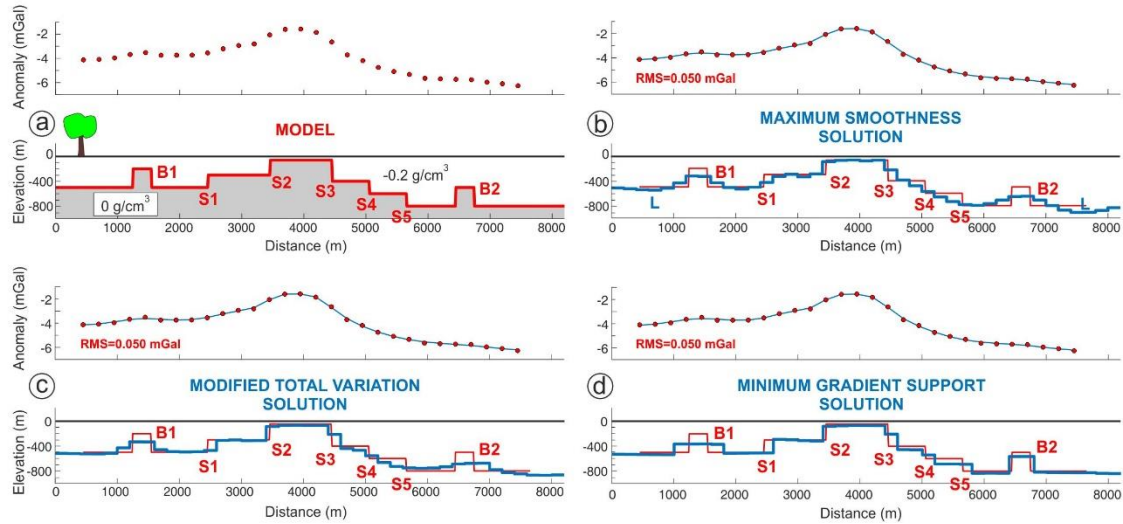 Anomaly (mGal)
-2
-4
-6
a
MODEL
Elevation (m)
0
-400
-800
B1
S1
S2
S3
S4
S5
B2
0 g/cm³
-0.2 g/cm³
0 1000 2000 3000 4000 5000 6000 7000 8000
Distance (m)
Anomaly (mGal)
-2
-4
-6
RMS=0.050 mGal
b
MAXIMUM SMOOTHNESS
SOLUTION
Elevation (m)
0
-400
-800
B1
L
S1
S2
S3
S4
S5
B2
L
0 1000 2000 3000 4000 5000 6000 7000 8000
Distance (m)
Anomaly (mGal)
-2
-4
-6
RMS=0.050 mGal
c
MODIFIED TOTAL VARIATION
SOLUTION
Elevation (m)
0
-400
-800
B1
S1
S2
S3
S4
S5
B2
0 1000 2000 3000 4000 5000 6000 7000 8000
Distance (m)
Anomaly (mGal)
-2
-4
-6
RMS=0.050 mGal
d
MINIMUM GRADIENT SUPPORT
SOLUTION
Elevation (m)
0
-400
-800
B1
S1
S2
S3
S4
S5
B2
0 1000 2000 3000 4000 5000 6000 7000 8000
Distance (m)